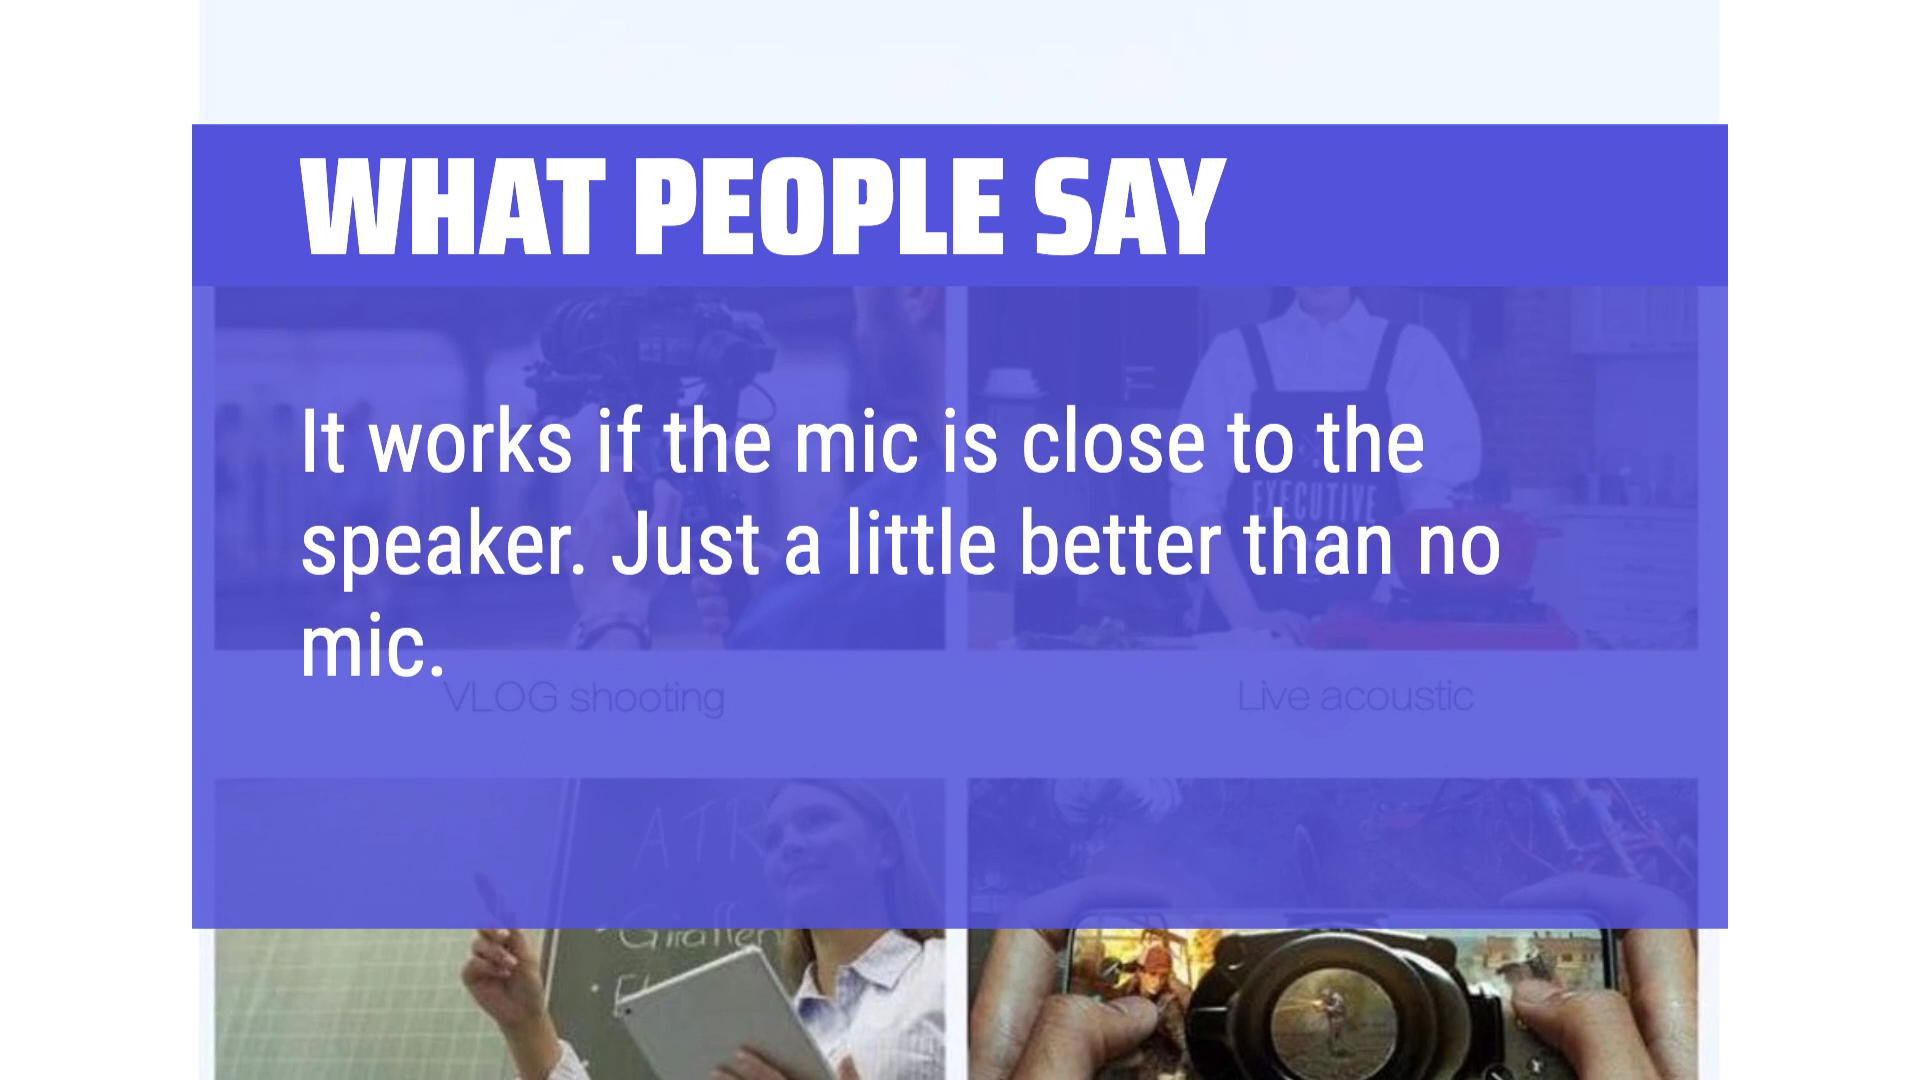 WHAT PEOPLE SAY
It works if the mic is close to the
speaker. Just a little better than no
mic.
EXECUTIVE
VLOG shooting
Live acoustic